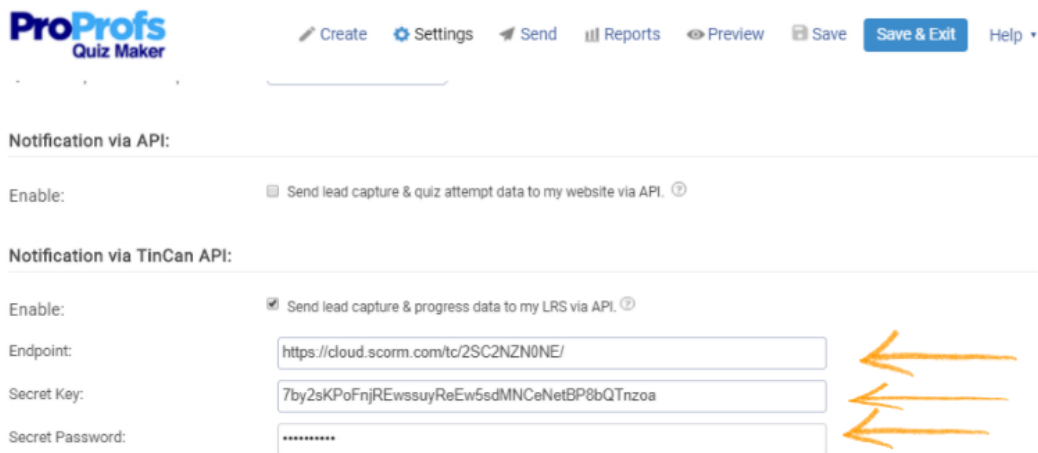 ProProfs
Quiz Maker
Create Settings Send Reports Preview Save Save & Exit Help
Notification via API:
Enable: Send lead capture & quiz attempt data to my website via API. ?
Notification via TinCan API:
Enable: Send lead capture & progress data to my LRS via API. ?
Endpoint: https://cloud.scorm.com/tc/2SC2NZN0NE/
Secret Key: 7by2sKPoFnjREwssuyReEw5sdMNCeNetBP8bQTnzoa
Secret Password: ••••••••••